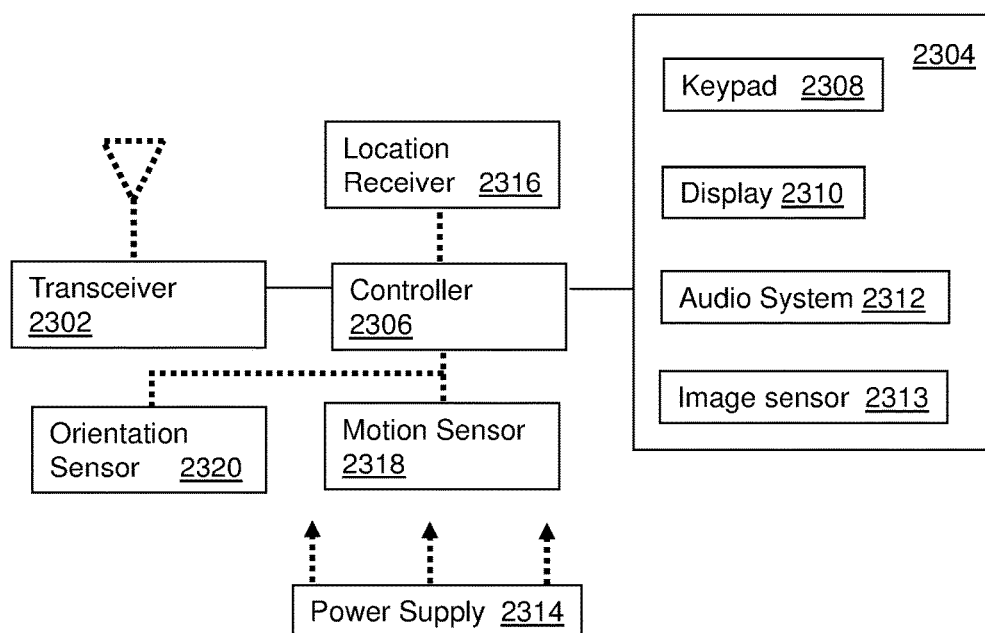 2304
Keypad 2308
Location
Receiver 2316
Display 2310
Transceiver
2302
Controller
2306
Audio System 2312
Image sensor 2313
Orientation
Sensor 2320
Motion Sensor
2318
Power Supply 2314